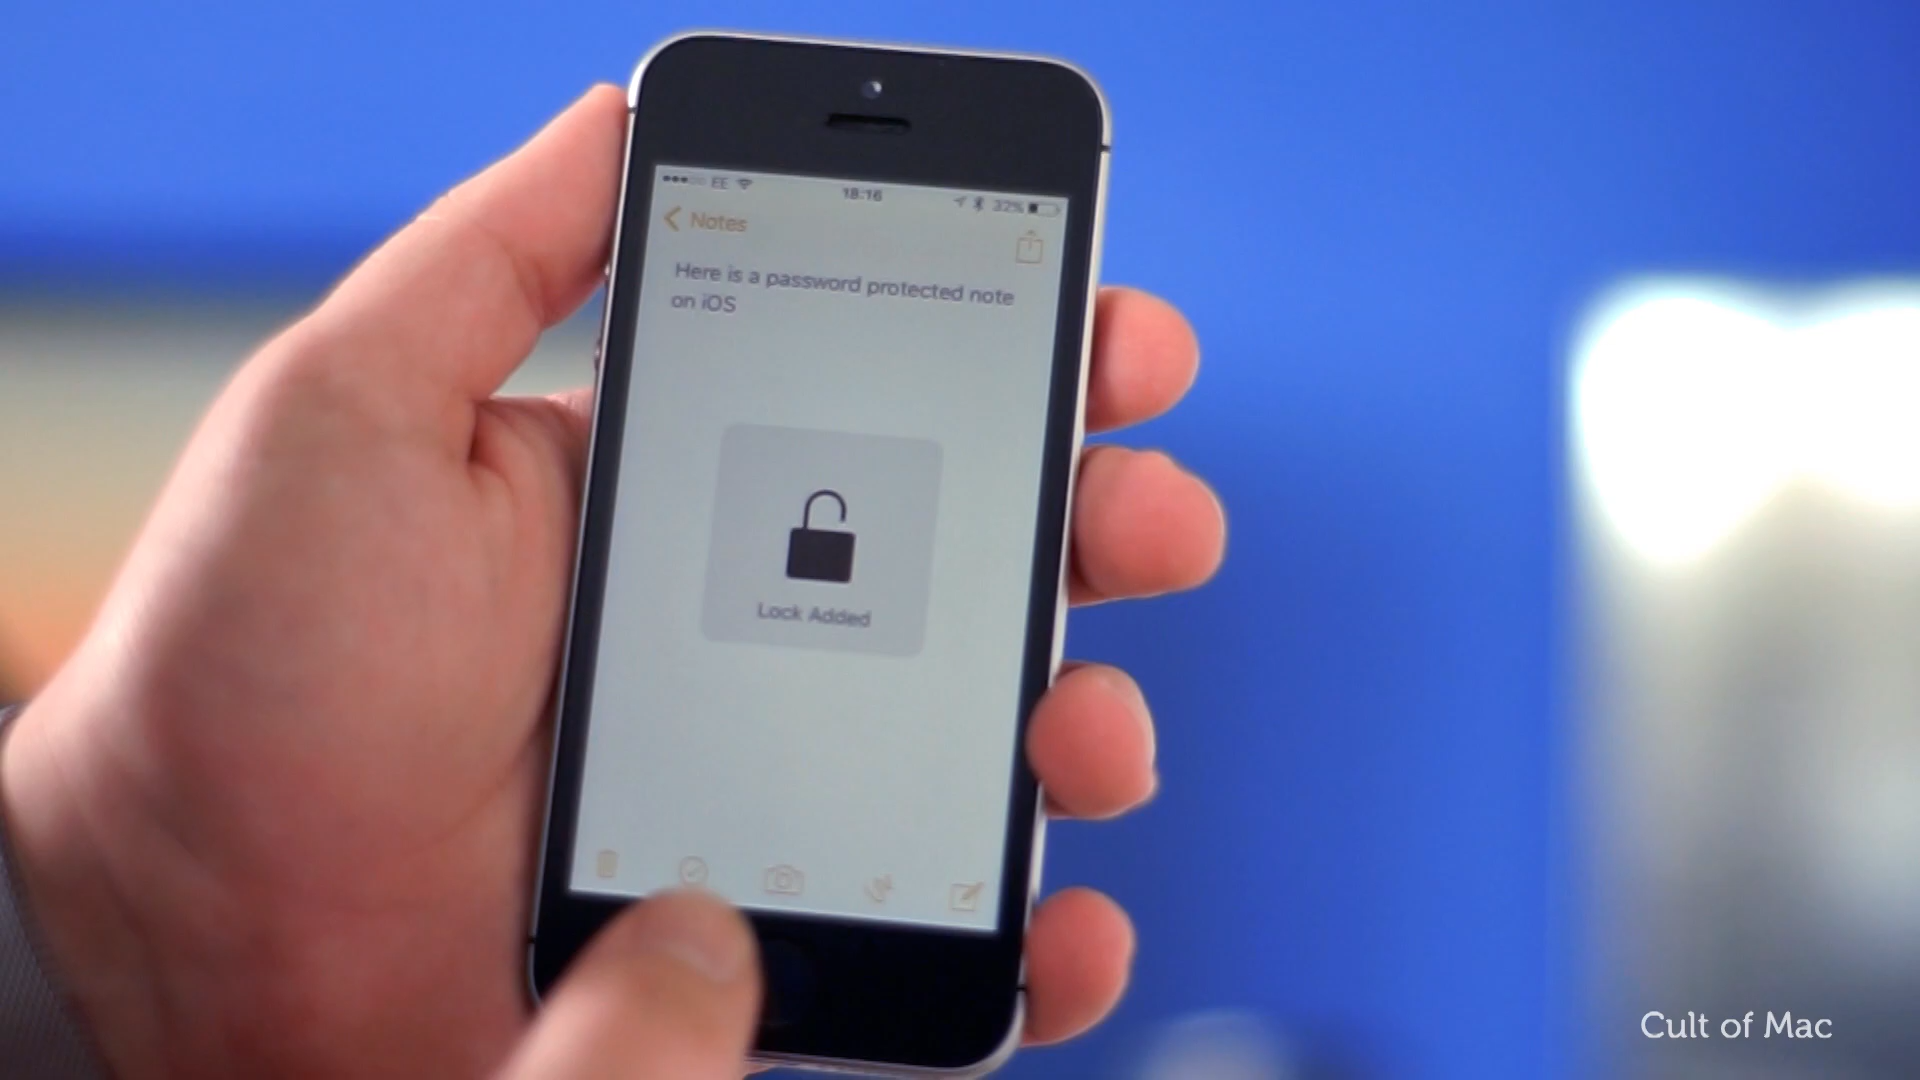 EE 18:16 32%
Notes
Here is a password protected note
on iOS
Lock Added
Cult of Mac